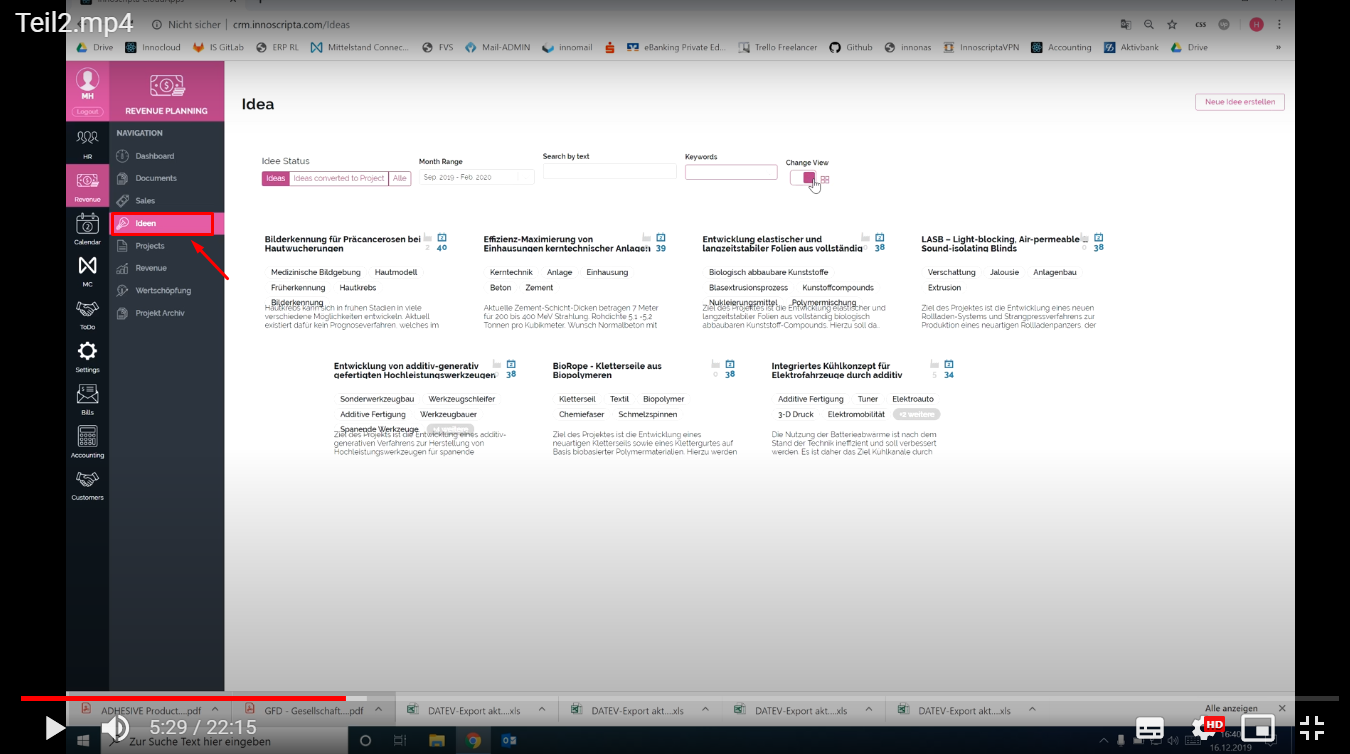 Teil2.mp4
Nicht sicher | crm.innoscripta.com/Ideas
Drive Innocloud IS GitLab ERP RL Mittelstand Connec... FVS Mail-ADMIN innomail eBanking Private Ed... Trello Freelancer Github innonas InnoscriptaVPN Accounting Aktivbank Drive »
MH
Logout
REVENUE PLANNING
NAVIGATION
HR
Revenue
Calendar
MC
ToDo
Settings
Bills
Accounting
Customers
Dashboard
Documents
Sales
Ideen
Projects
Revenue
Wertschöpfung
Projekt Archiv
Idea
Neue Idee erstellen
Idee Status
Ideas Ideas converted to Project Alle
Month Range
Sep 2019 - Feb 2020
Search by text
Keywords
Change View
Bilderkennung für Präcancerosen bei
Hautwucherungen
2 40
Medizinische Bildgebung Hautmodell
Früherkennung Hautkrebs
Bilderkennung
Hautkrebs kann sich in frühen Stadien in viele
verschiedene Möglichkeiten entwickeln. Aktuell
existiert dafür kein Prognoseverfahren, welches im
Effizienz-Maximierung von
Einhausungen kerntechnischer Anlagen
39
Kerntechnik Anlage Einhausung
Beton Zement
Aktuelle Zement-Schicht-Dicken betragen 7 Meter
für 200 bis 400 MeV Strahlung. Rohdichte 5,1 -5,2
Tonnen pro Kubikmeter. Wunsch Normalbeton mit
Entwicklung elastischer und
langzeitstabiler Folien aus vollständig
38
Biologisch abbaubare Kunststoffe
Blasextrusionsprozess Kunstoffcompounds
Nukleierungsmittel Polymermischung
Ziel des Projektes ist die Entwicklung elastischer und
langzeitstabiler Folien aus vollständig biologisch
abbaubaren Kunststoff-Compounds. Hierzu soll da...
LASB – Light-blocking, Air-permeable
Sound-isolating Blinds
0 38
Verschattung Jalousie Anlagenbau
Extrusion
Ziel des Projektes ist die Entwicklung eines neuen
Rollladen-Systems und Strangpressverfahrens zur
Produktion eines neuartigen Rollladenpanzers, der
Entwicklung von additiv-generativ
gefertigten Hochleistungswerkzeugen
38
Sonderwerkzeugbau Werkzeugschleifer
Additive Fertigung Werkzeugbauer
Spanende Werkzeuge
Ziel des Projekts ist die Entwicklung eines additiv-
generativen Verfahrens zur Herstellung von
Hochleistungswerkzeugen für spanende
BioRope - Kletterseile aus
Biopolymeren
0 38
Kletterseil Textil Biopolymer
Chemiefaser Schmelzspinnen
Ziel des Projektes ist die Entwicklung eines
neuartigen Kletterseils sowie eines Klettergurtes auf
Basis biobasierter Polymermaterialien. Hierzu werden
Integriertes Kühlkonzept für
Elektrofahrzeuge durch additiv
5 34
Additive Fertigung Tuner Elektroauto
3-D Druck Elektromobilität +2 weitere
Die Nutzung der Batterieabwärme ist nach dem
Stand der Technik ineffizient und soll verbessert
werden. Es ist daher das Ziel Kühlkanäle durch
ADHESIVE Product....pdf GFD - Gesellschaft....pdf DATEV-Export akt....xls DATEV-Export akt....xls DATEV-Export akt....xls DATEV-Export akt....xls Alle anzeigen
5:29 / 22:15
HD
Zur Suche Text hier eingeben
16:40
16.12.2019